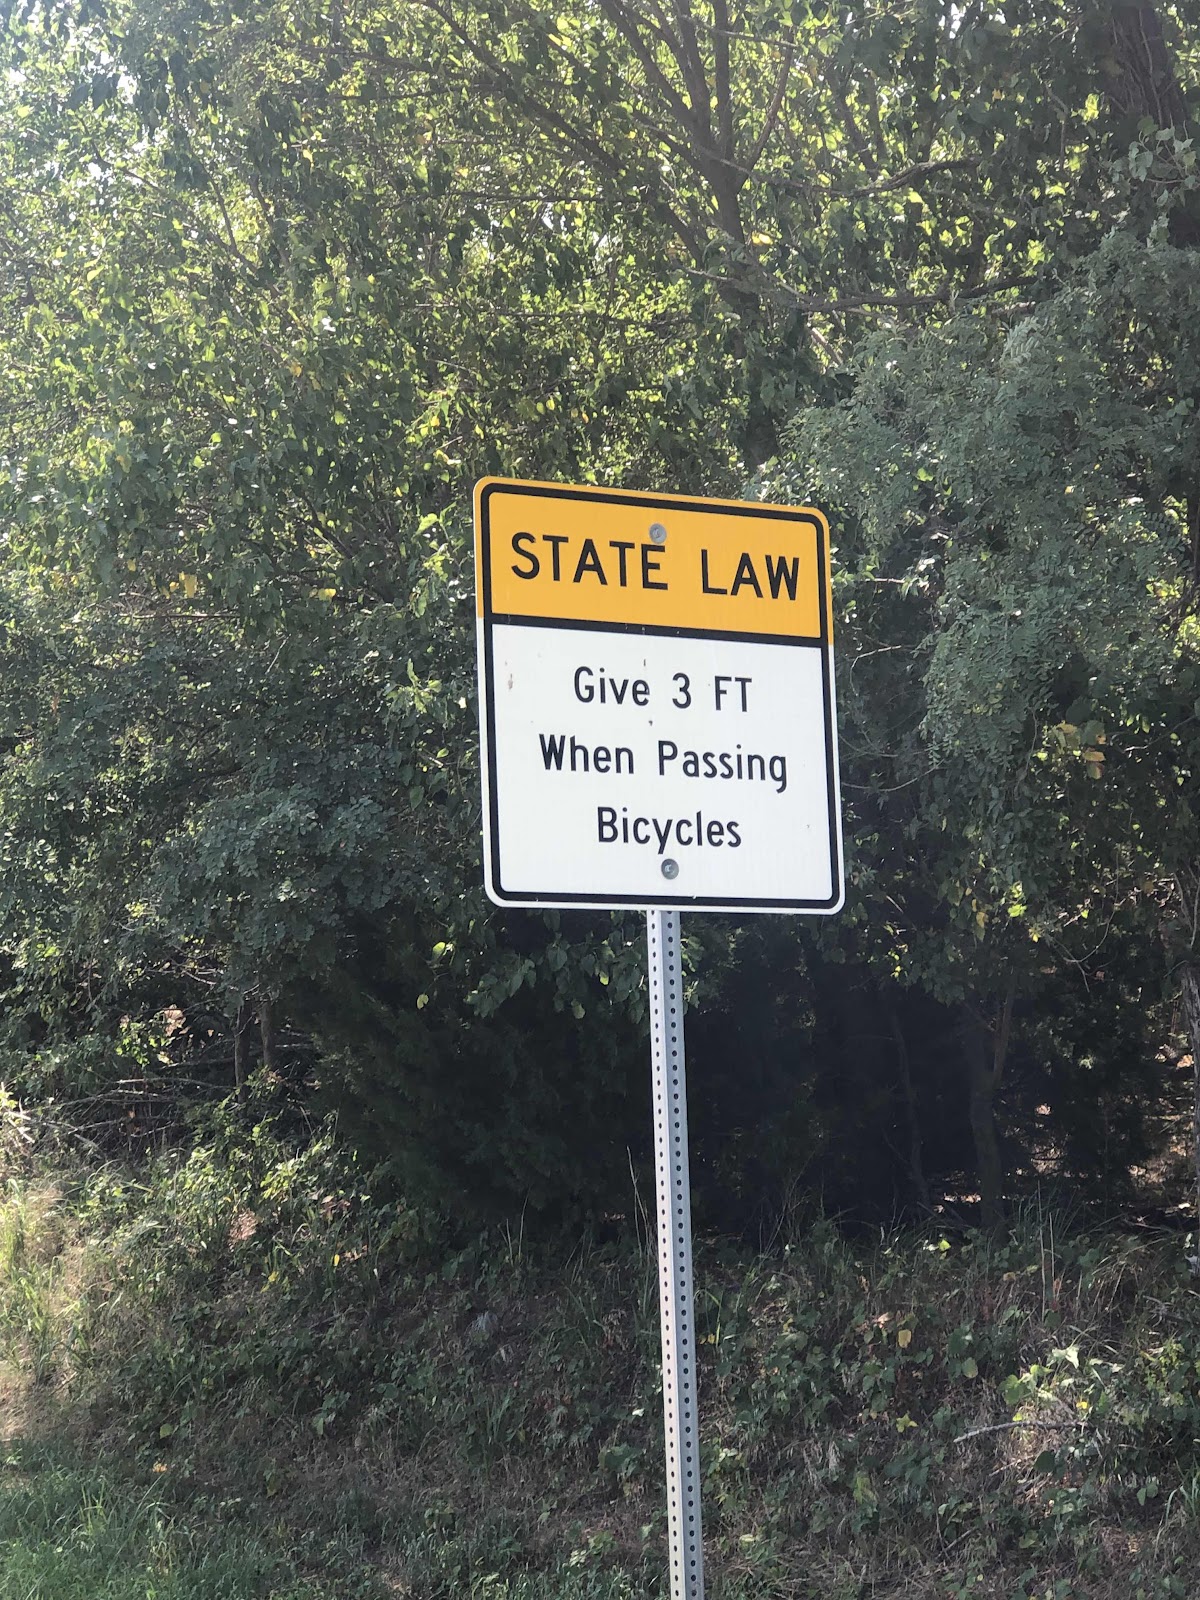 STATE LAW
Give 3 FT
When Passing
Bicycles